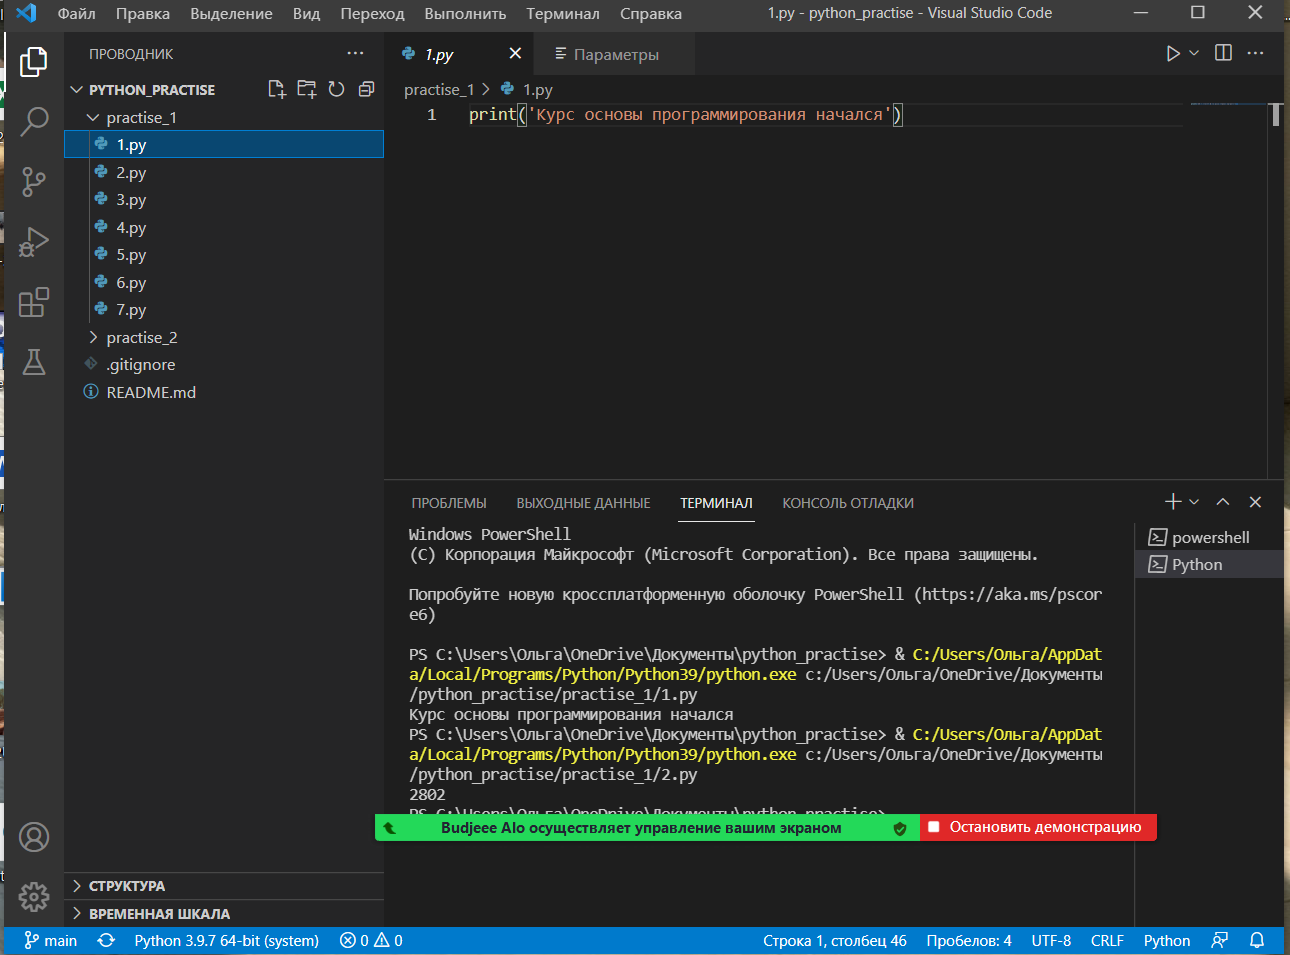 Файл Правка Выделение Вид Переход Выполнить Терминал Справка 1.py - python_practise - Visual Studio Code
ПРОВОДНИК
PYTHON_PRACTISE
practise_1
1.py
2.py
3.py
4.py
5.py
6.py
7.py
practise_2
.gitignore
README.md
СТРУКТУРА
ВРЕМЕННАЯ ШКАЛА
1.py Параметры
practise_1 > 1.py
1 print('Курс основы программирования начался')
ПРОБЛЕМЫ ВЫХОДНЫЕ ДАННЫЕ ТЕРМИНАЛ КОНСОЛЬ ОТЛАДКИ
powershell
Python
Windows PowerShell
(C) Корпорация Майкрософт (Microsoft Corporation). Все права защищены.
Попробуйте новую кроссплатформенную оболочку PowerShell (https://aka.ms/pscor
e6)
PS C:\Users\Ольга\OneDrive\Документы\python_practise> & C:/Users/Ольга/AppDat
a/Local/Programs/Python/Python39/python.exe c:/Users/Ольга/OneDrive/Документы
/python_practise/practise_1/1.py
Курс основы программирования начался
PS C:\Users\Ольга\OneDrive\Документы\python_practise> & C:/Users/Ольга/AppDat
a/Local/Programs/Python/Python39/python.exe c:/Users/Ольга/OneDrive/Документы
/python_practise/practise_1/2.py
2802
PS C:\Users\Ольга\OneDrive\Документы\python_practise>
Budjeee Alo осуществляет управление вашим экраном Остановить демонстрацию
main Python 3.9.7 64-bit (system) 0 0 Строка 1, столбец 46 Пробелов: 4 UTF-8 CRLF Python